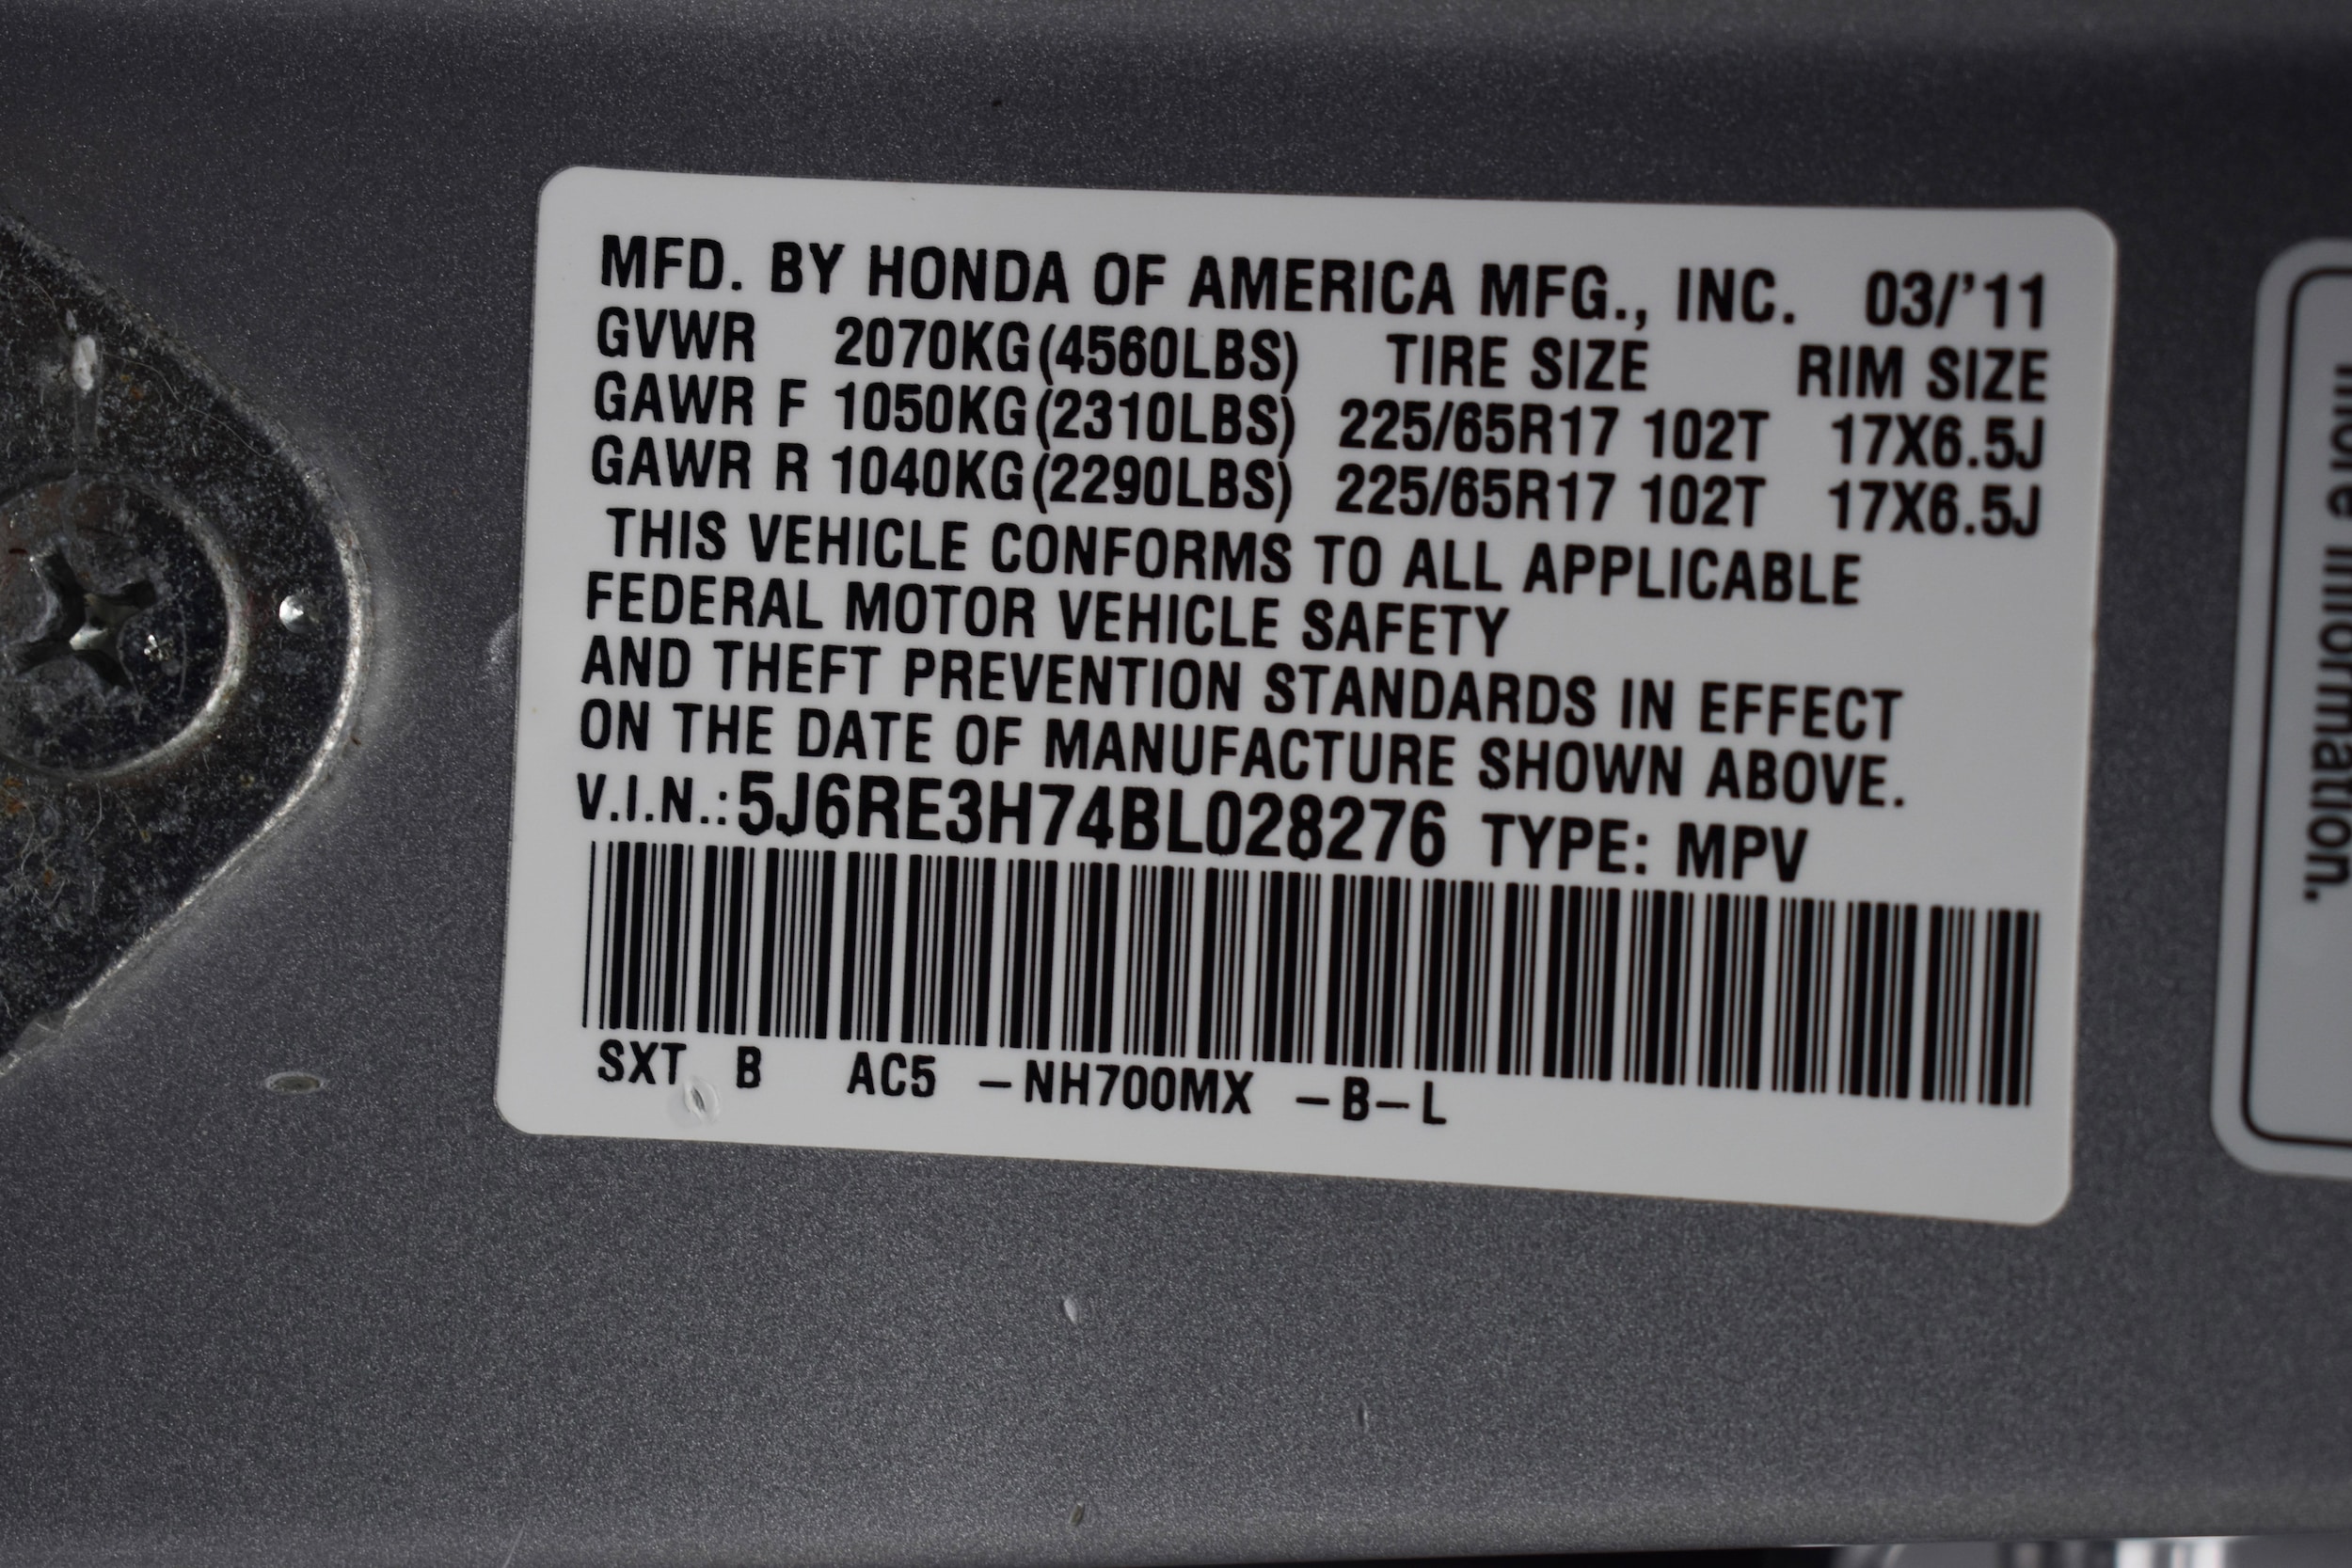 MFD. BY HONDA OF AMERICA MFG., INC. 03/'11
GVWR 2070KG(4560LBS) TIRE SIZE RIM SIZE
GAWR F 1050KG(2310LBS) 225/65R17 102T 17X6.5J
GAWR R 1040KG(2290LBS) 225/65R17 102T 17X6.5J
THIS VEHICLE CONFORMS TO ALL APPLICABLE
FEDERAL MOTOR VEHICLE SAFETY
AND THEFT PREVENTION STANDARDS IN EFFECT
ON THE DATE OF MANUFACTURE SHOWN ABOVE.
V.I.N.:5J6RE3H74BL028276 TYPE: MPV
SXT B AC5 -NH700MX -B-L
more information.